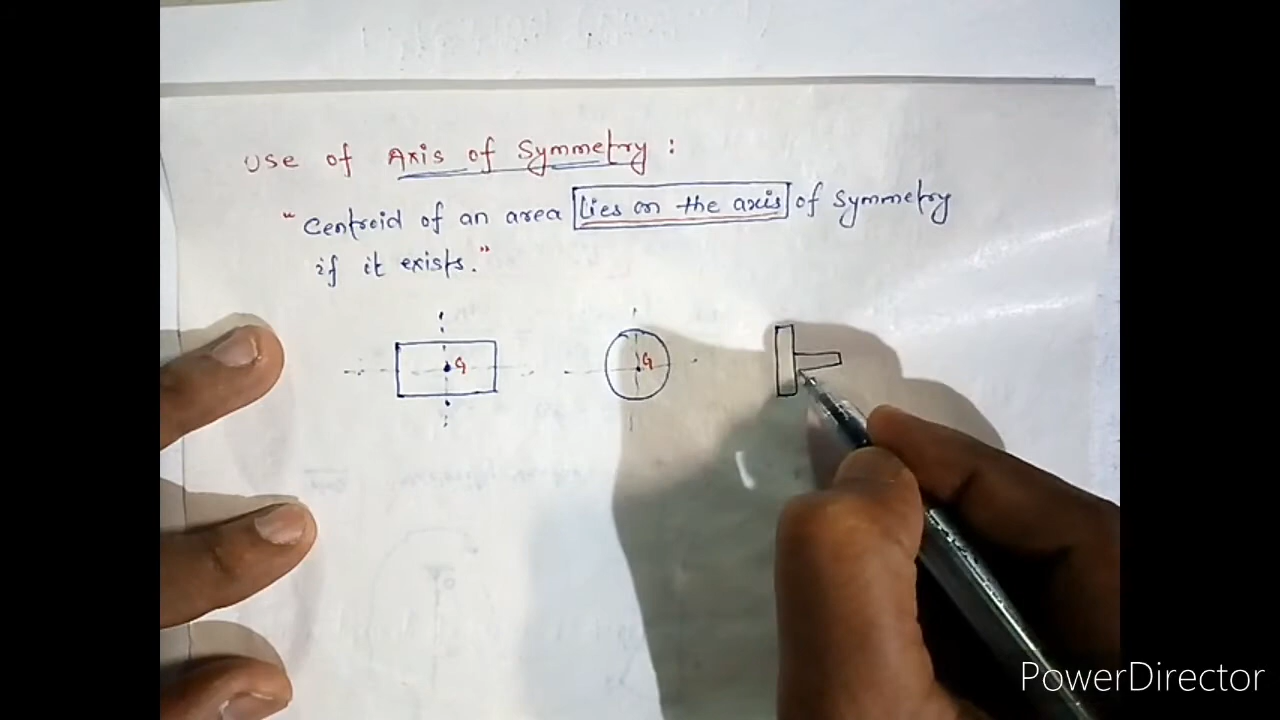 Use of Axis of Symmetry :
"Centroid of an area lies on the axis of symmetry
if it exists."
G G
PowerDirector